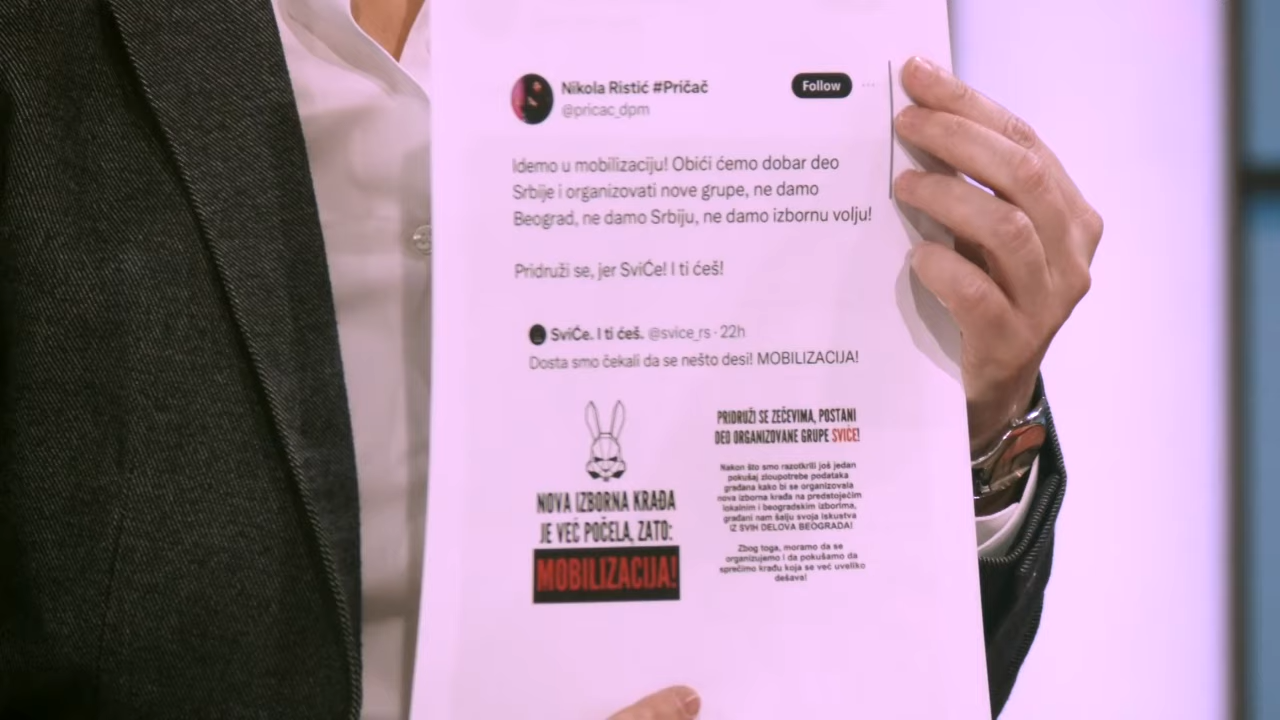 Nikola Ristić #Pričač
Follow
@pricac_dpm
Idemo u mobilizaciju! Obići ćemo dobar deo
Srbije i organizovati nove grupe, ne damo
Beograd, ne damo Srbiju, ne damo izbornu volju!
Pridruži se, jer SviĆe! I ti ćeš!
SviĆe. I ti ćeš. @svice_rs · 22h
Dosta smo čekali da se nešto desi! MOBILIZACIJA!
NOVA IZBORNA KRAĐA
JE VEĆ POČELA, ZATO:
MOBILIZACIJA!
PRIDRUŽI SE ZEČEVIMA, POSTANI
DEO ORGANIZOVANE GRUPE SVIĆE!
Nakon što smo razotkrili još jedan
pokušaj zloupotrebe podataka
građana kako bi se organizovala
nova izborna krađa na predstojećim
lokalnim i beogradskim izborima,
građani nam šalju svoja iskustva
IZ SVIH DELOVA BEOGRADA!
Zbog toga, moramo da se
organizujemo i da pokušamo da
sprečimo krađu koja se već uveliko
dešava!